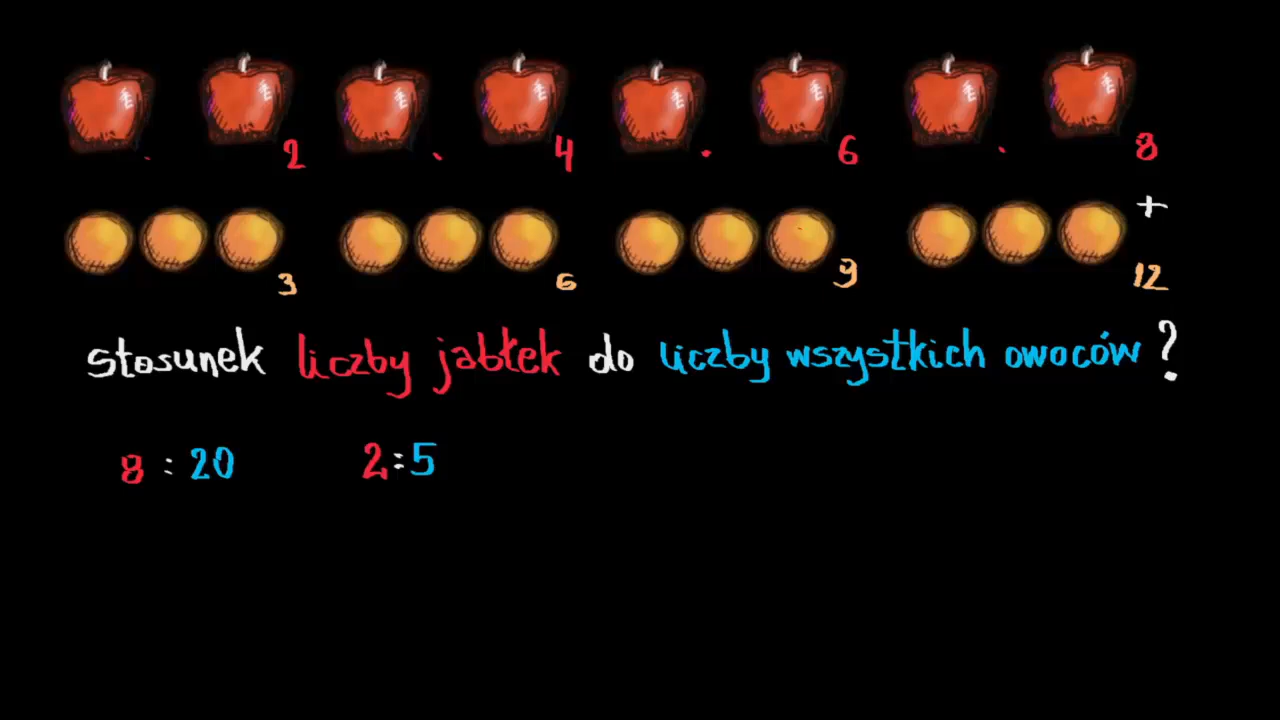 2 4 6 8
+
3 6 9 12
stosunek liczby jabłek do liczby wszystkich owoców?
8 : 20 2:5